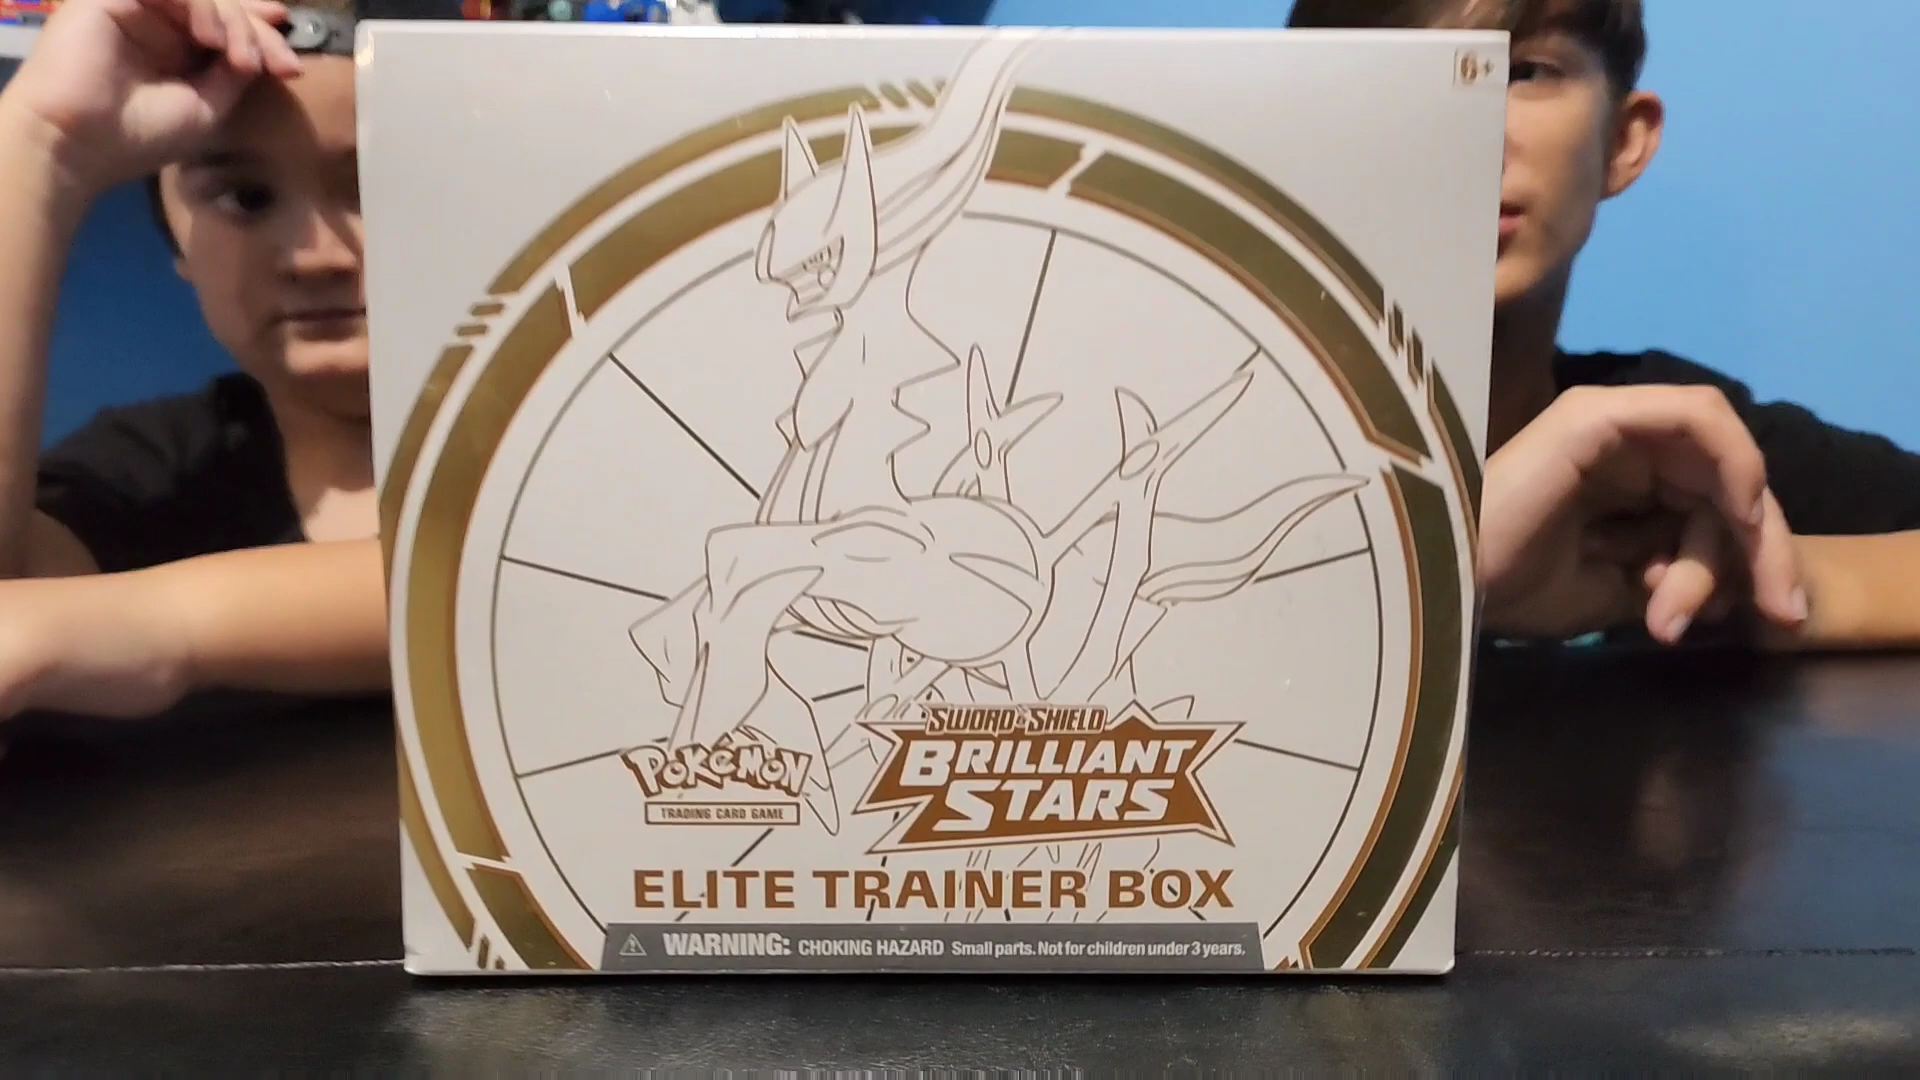 6+
SWORD & SHIELD
BRILLIANT
STARS
POKéMON
TRADING CARD GAME
ELITE TRAINER BOX
WARNING: CHOKING HAZARD Small parts. Not for children under 3 years.